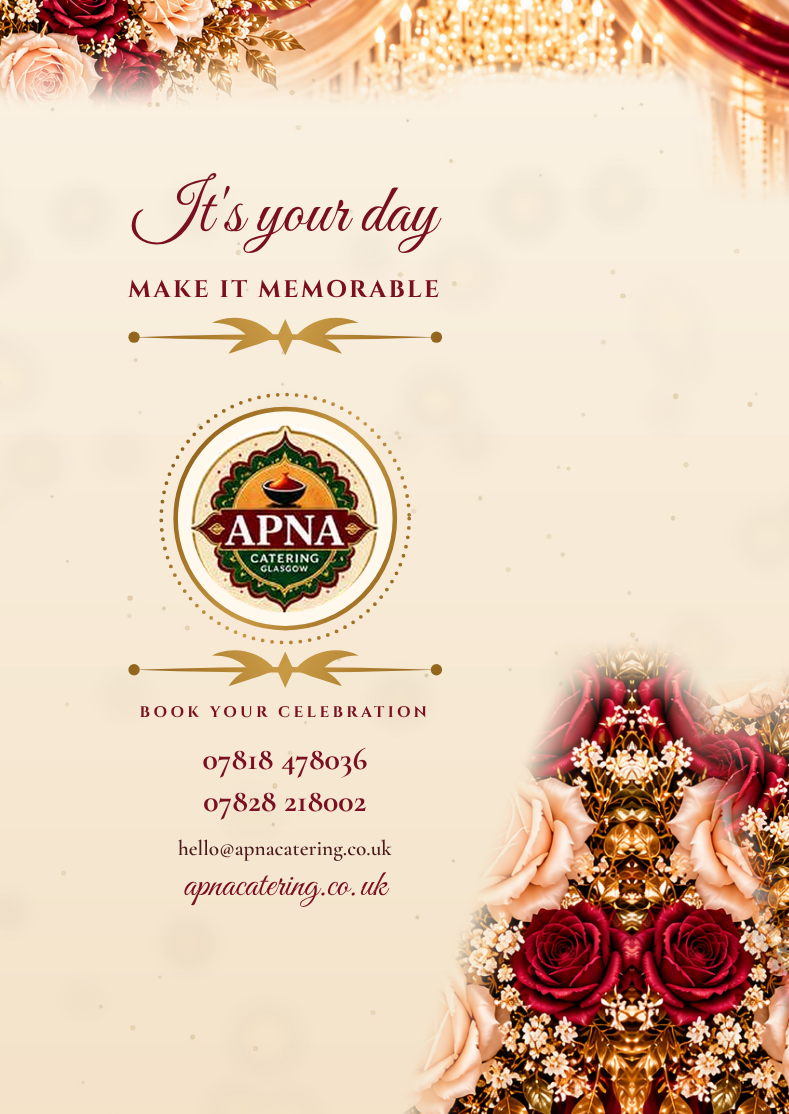 It's your day
MAKE IT MEMORABLE
APNA
CATERING
GLASGOW
BOOK YOUR CELEBRATION
07818 478036
07828 218002
hello@apnacatering.co.uk
apnacatering.co.uk